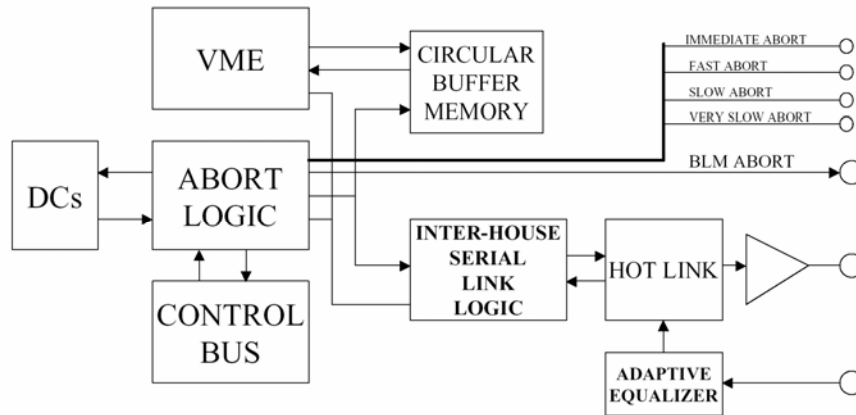 VME
CIRCULAR
BUFFER
MEMORY
IMMEDIATE ABORT
FAST ABORT
SLOW ABORT
VERY SLOW ABORT
BLM ABORT
DCs
ABORT
LOGIC
INTER-HOUSE
SERIAL
LINK
LOGIC
HOT LINK
CONTROL
BUS
ADAPTIVE
EQUALIZER